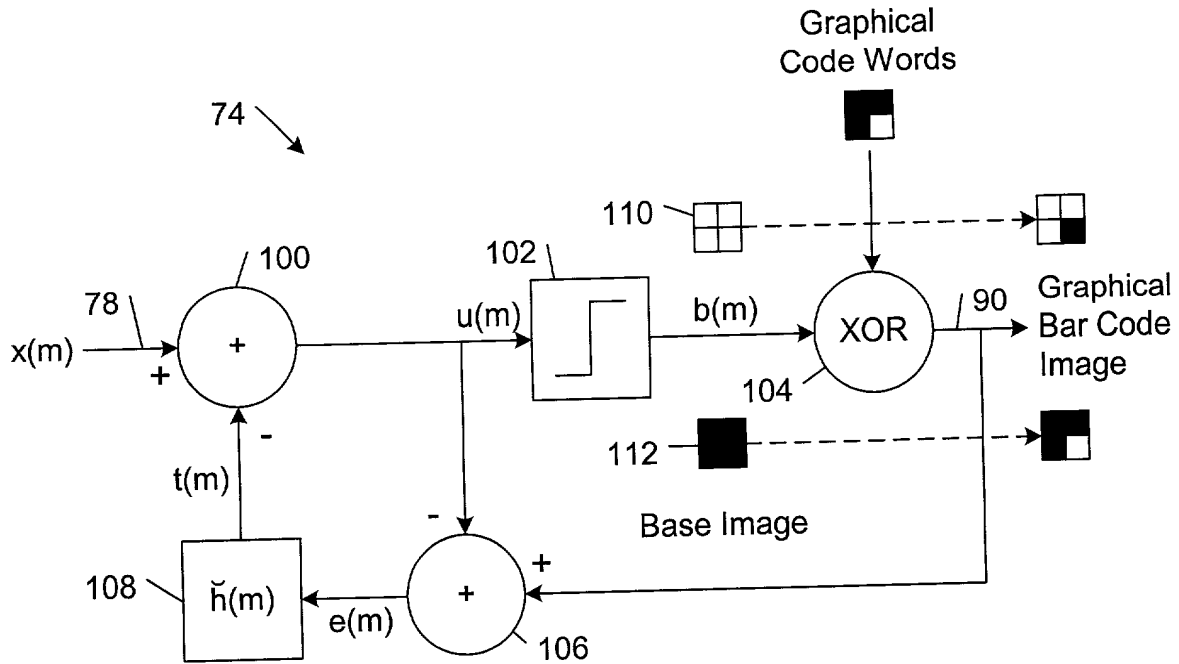 Graphical
Code Words
74
110
100
102
78
x(m)
+
+
u(m)
b(m)
XOR
90
Graphical
Bar Code
Image
104
-
112
t(m)
-
Base Image
108
h̆(m)
e(m)
+
+
106